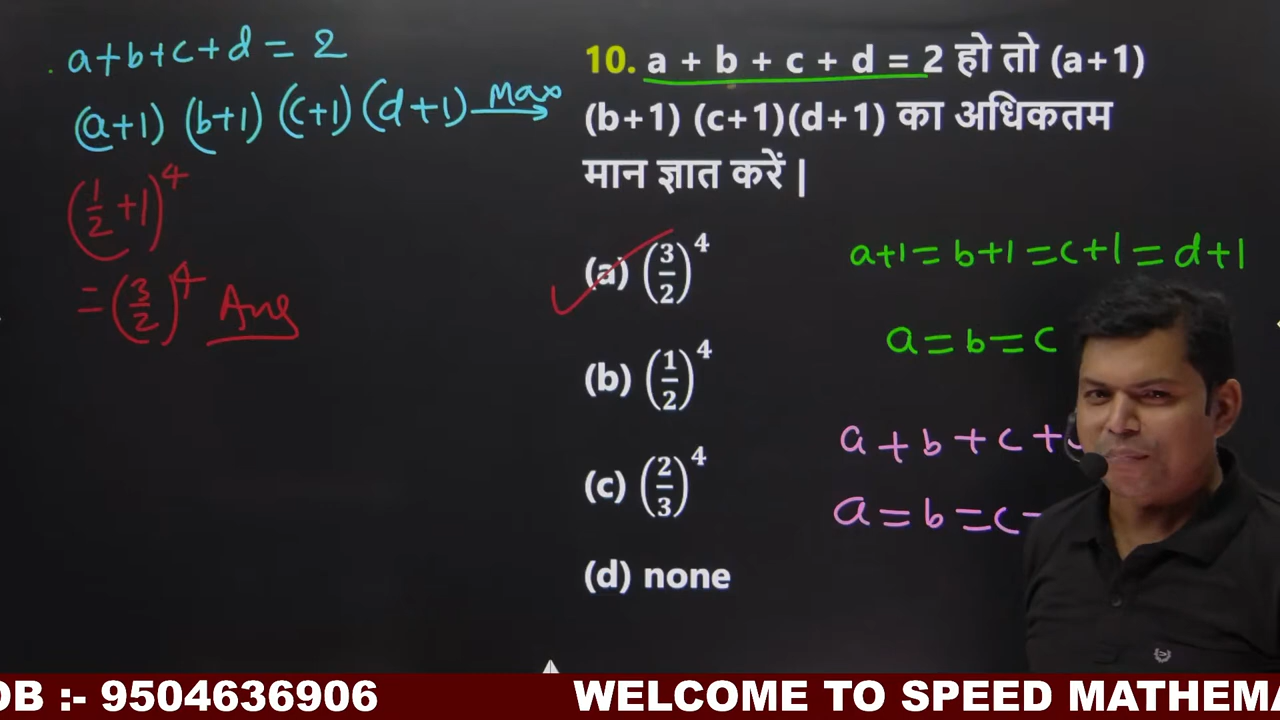 a+b+c+d = 2
(a+1) (b+1) (c+1) (d+1) Max
(1/2 +1)^4
= (3/2)^4 Ans
10. a + b + c + d = 2 हो तो (a+1)
(b+1) (c+1)(d+1) का अधिकतम
मान ज्ञात करें |
(a) (3/2)^4
(b) (1/2)^4
(c) (2/3)^4
(d) none
a+1 = b+1 = c+1 = d+1
a = b = c
a + b + c +
a = b = c
OB :- 9504636906 WELCOME TO SPEED MATHEMA